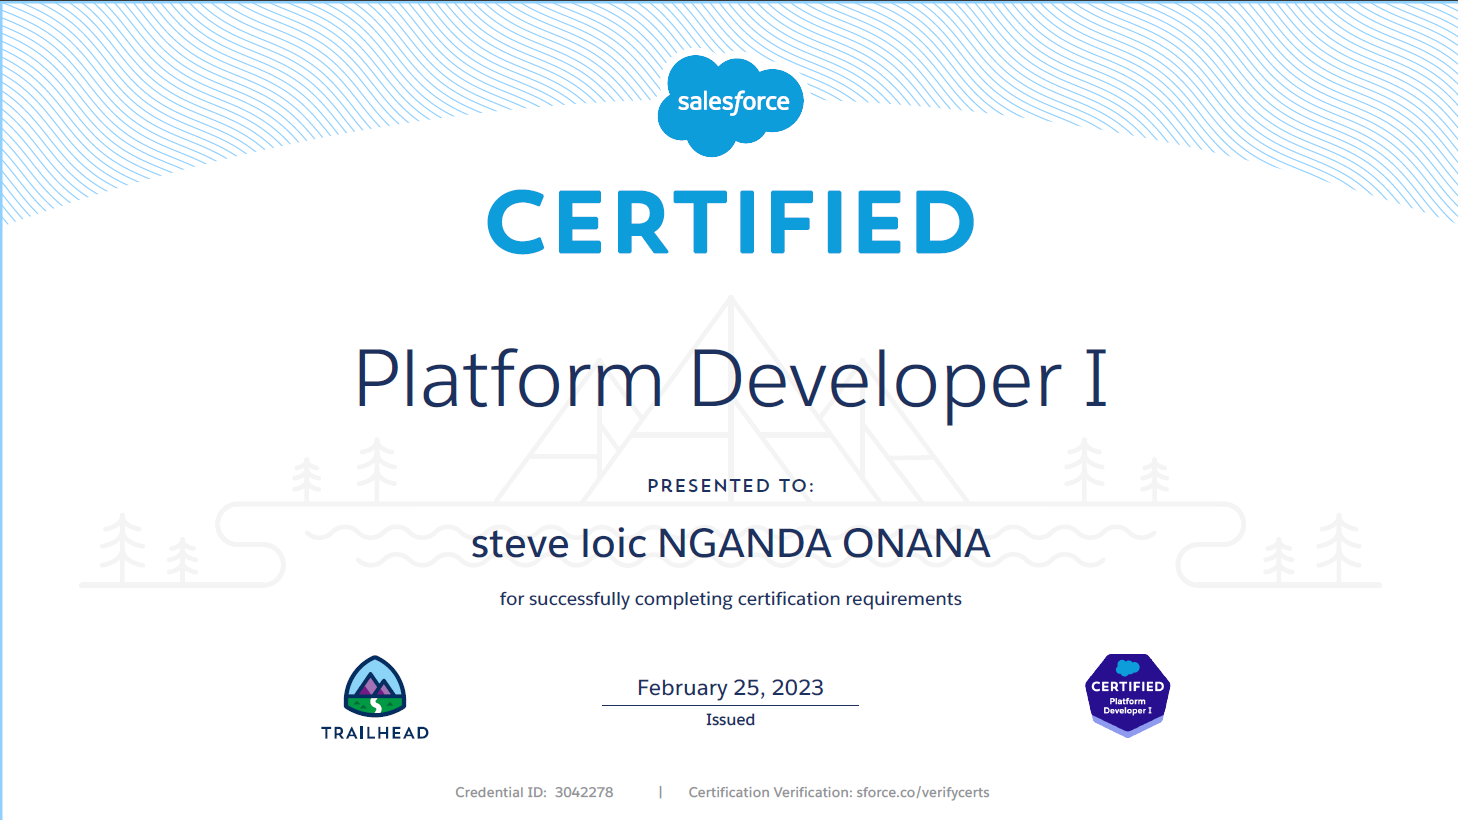 salesforce
CERTIFIED
Platform Developer I
PRESENTED TO:
steve loic NGANDA ONANA
for successfully completing certification requirements
TRAILHEAD
February 25, 2023
Issued
CERTIFIED
Platform
Developer I
Credential ID: 3042278 | Certification Verification: sforce.co/verifycerts